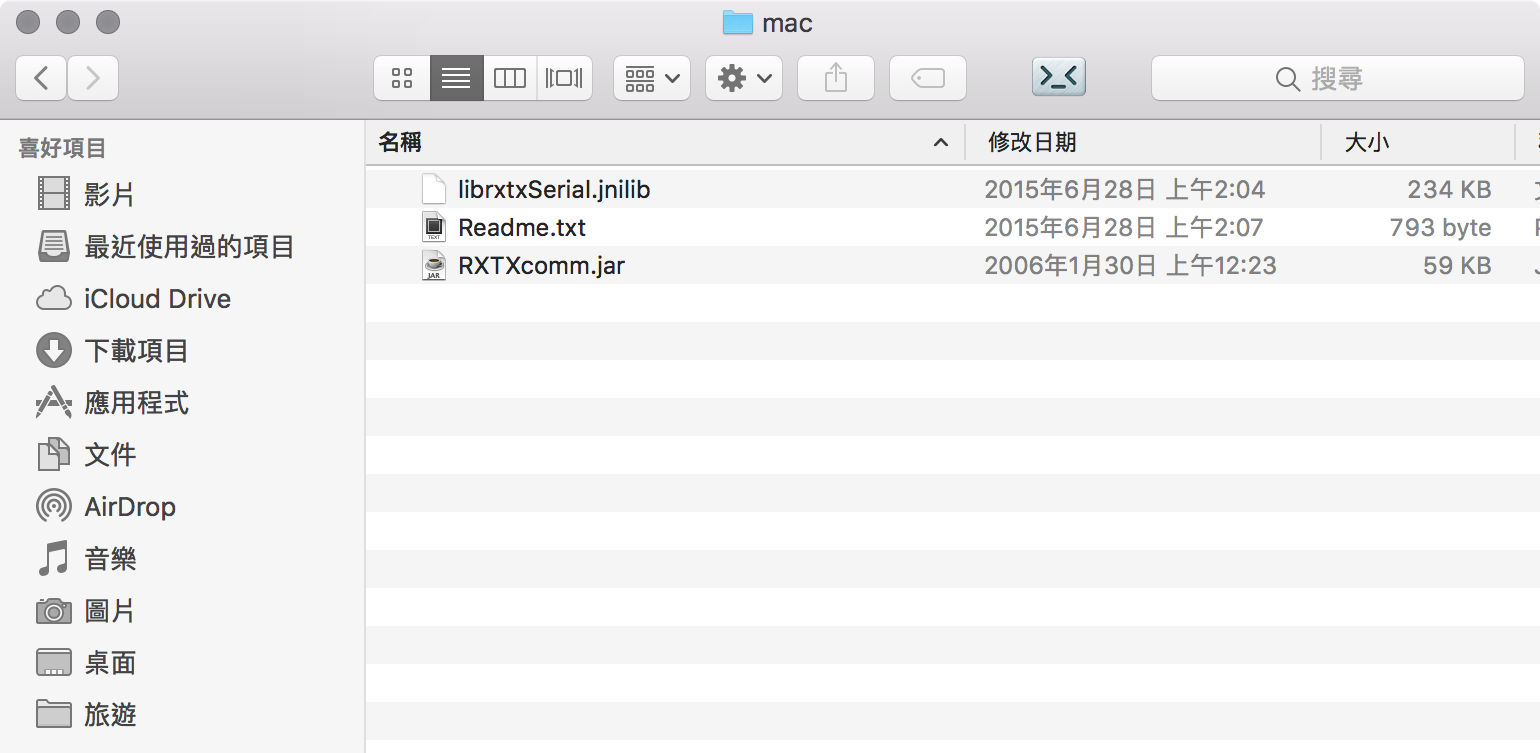 mac
搜尋
喜好項目
影片
最近使用過的項目
iCloud Drive
下載項目
應用程式
文件
AirDrop
音樂
圖片
桌面
旅遊
名稱 修改日期 大小
librxtxSerial.jnilib 2015年6月28日 上午2:04 234 KB
Readme.txt 2015年6月28日 上午2:07 793 byte
RXTXcomm.jar 2006年1月30日 上午12:23 59 KB